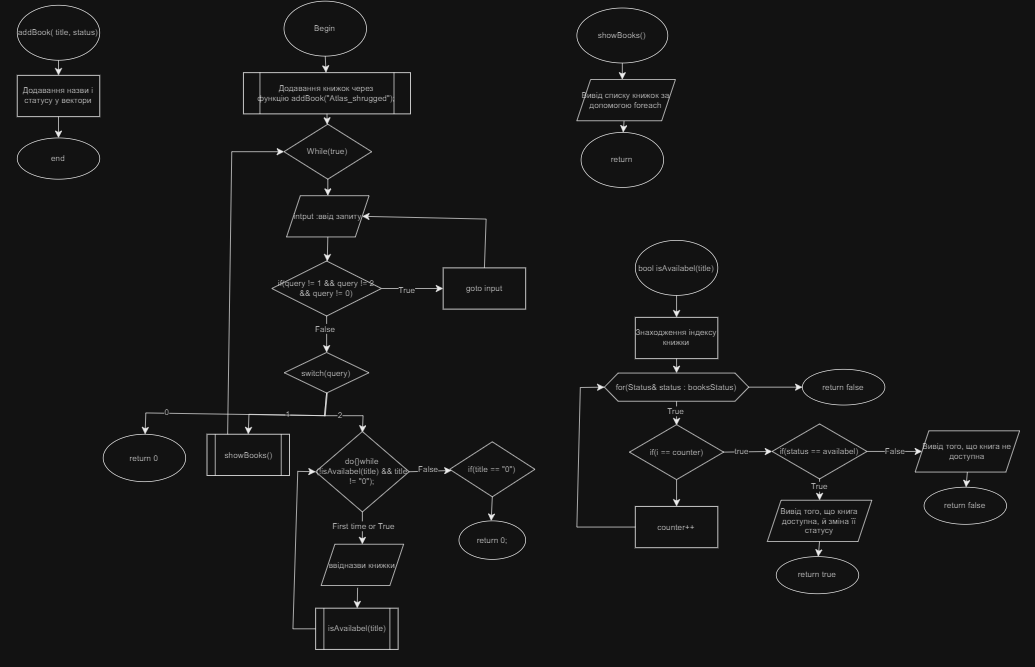 addBook( title, status)
Додавання назви і
статусу у вектори
end
Begin
Додавання книжок через
функцію addBook("Atlas_shrugged");
While(true)
Intput :ввід запиту
if(query != 1 && query != 2
&& query != 0)
True
goto input
False
switch(query)
0
1
2
return 0
showBooks()
do{}while
(!isAvailabel(title) && title
!= "0");
False
if(title == "0")
return 0;
First time or True
ввідназви книжки
isAvailabel(title)
showBooks()
Вивід списку книжок за
допомогою foreach
return
bool isAvailabel(title)
Знаходження індексу
книжки
for(Status& status : booksStatus)
return false
True
if(i == counter)
true
if(status == availabel)
False
Вивід того, що книга не
доступна
return false
True
counter++
Вивід того, що книга
доступна, й зміна її
статусу
return true